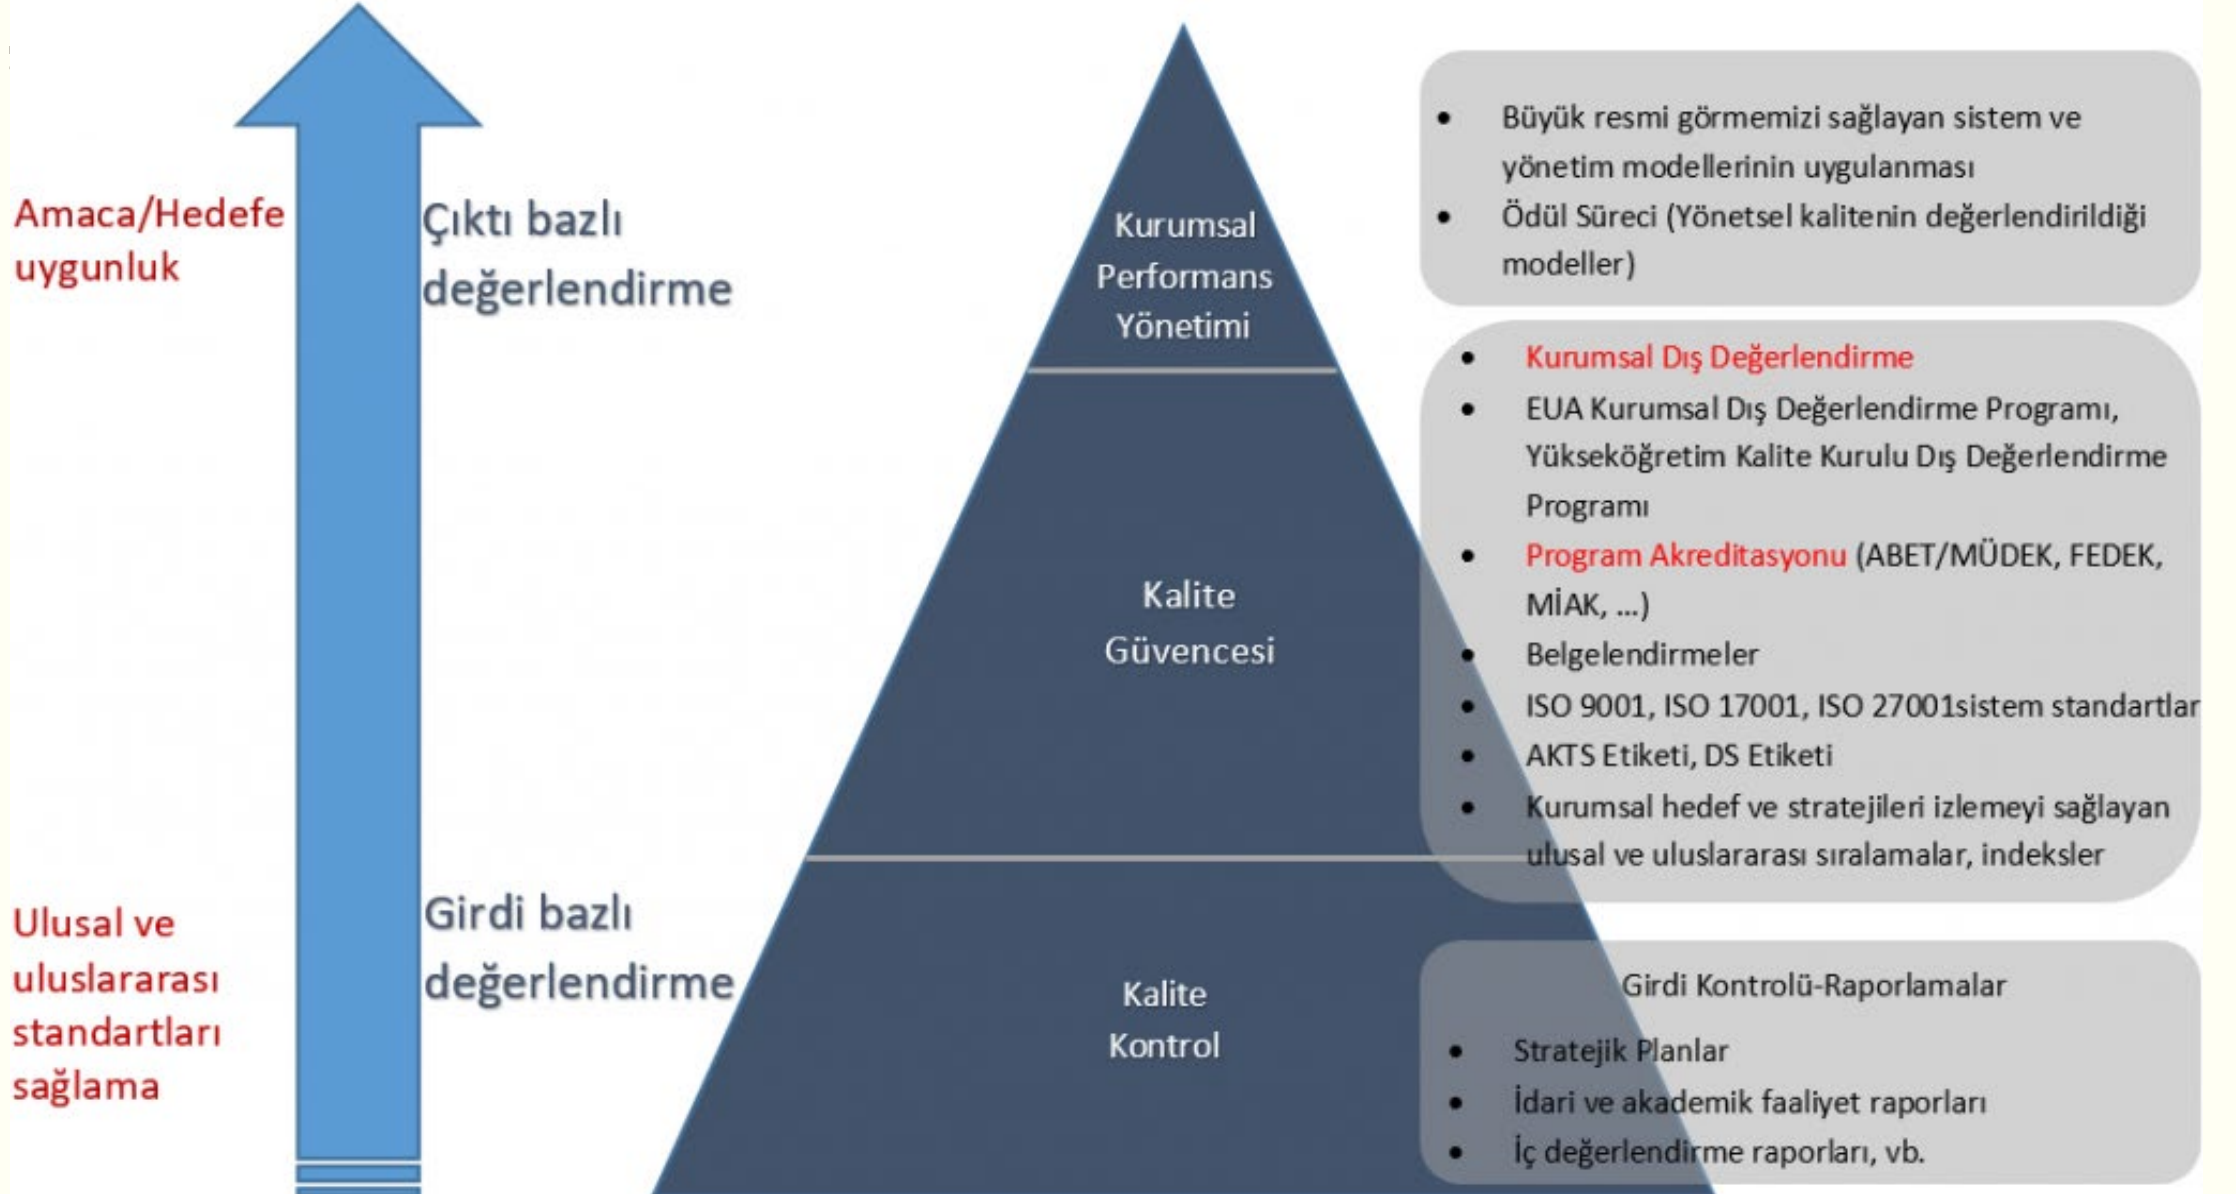 Amaca/Hedefe
uygunluk
Çıktı bazlı
değerlendirme
Ulusal ve
uluslararası
standartları
sağlama
Girdi bazlı
değerlendirme
Kurumsal
Performans
Yönetimi
Kalite
Güvencesi
Kalite
Kontrol
• Büyük resmi görmemizi sağlayan sistem ve
yönetim modellerinin uygulanması
• Ödül Süreci (Yönetsel kalitenin değerlendirildiği
modeller)
• Kurumsal Dış Değerlendirme
• EUA Kurumsal Dış Değerlendirme Programı,
Yükseköğretim Kalite Kurulu Dış Değerlendirme
Programı
• Program Akreditasyonu (ABET/MÜDEK, FEDEK,
MİAK, ...)
• Belgelendirmeler
• ISO 9001, ISO 17001, ISO 27001sistem standartlar
• AKTS Etiketi, DS Etiketi
• Kurumsal hedef ve stratejileri izlemeyi sağlayan
ulusal ve uluslararası sıralamalar, indeksler
Girdi Kontrolü-Raporlamalar
• Stratejik Planlar
• İdari ve akademik faaliyet raporları
• İç değerlendirme raporları, vb.